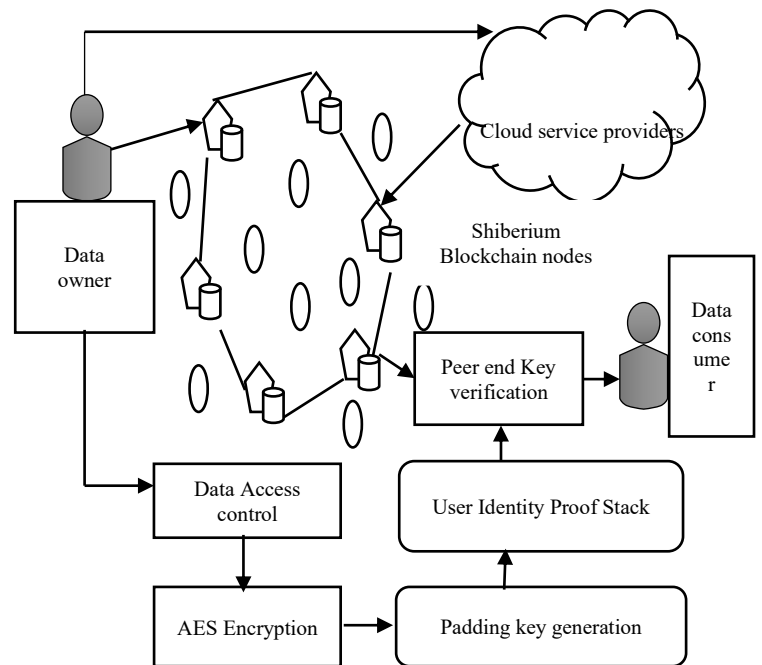 Cloud service providers
Shiberium
Blockchain nodes
Data
owner
Data
cons
ume
r
Peer end Key
verification
Data Access
control
User Identity Proof Stack
AES Encryption
Padding key generation